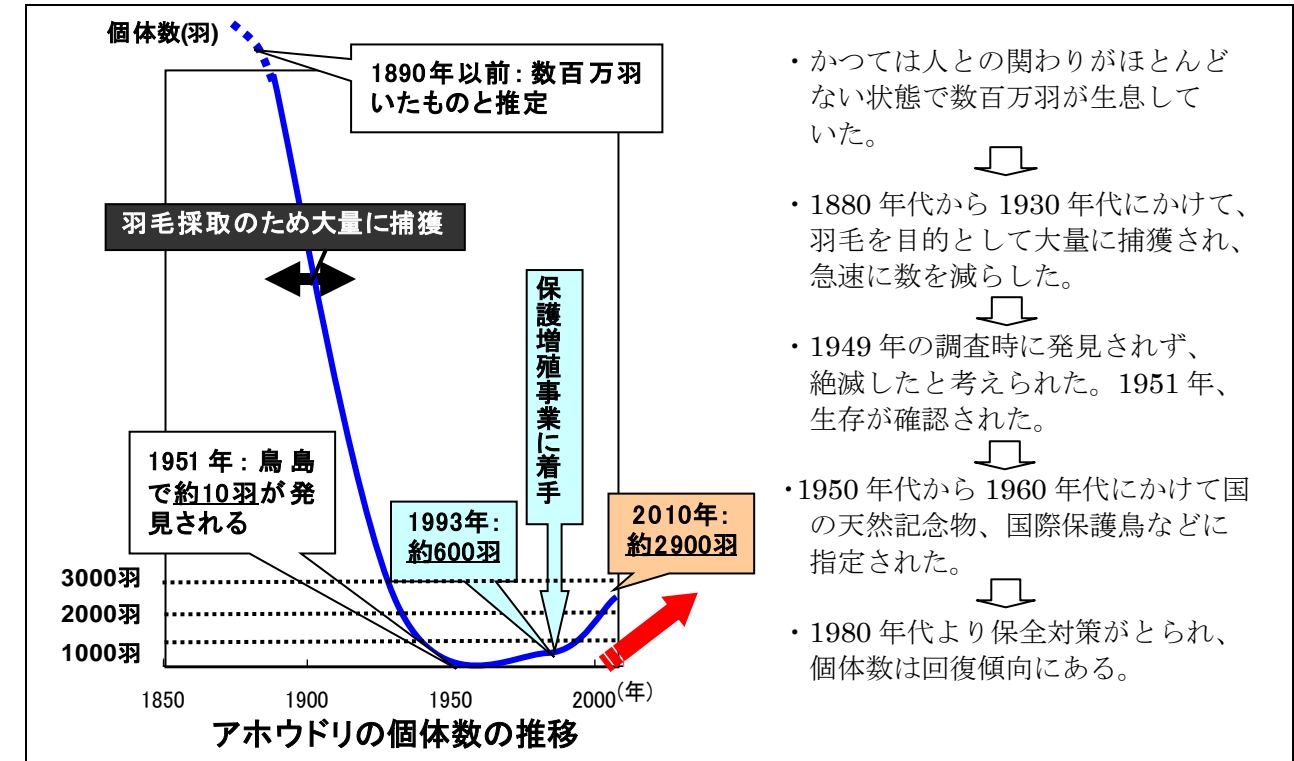 個体数(羽)
1890年以前：数百万羽
いたものと推定
羽毛採取のため大量に捕獲
保護増殖事業に着手
1951年：鳥島
で約10羽が発
見される
1993年：
約600羽
2010年：
約2900羽
3000羽
2000羽
1000羽
1850
1900
1950
2000
(年)
アホウドリの個体数の推移
・かつては人との関わりがほとんど
ない状態で数百万羽が生息して
いた。
・1880年代から1930年代にかけて、
羽毛を目的として大量に捕獲され、
急速に数を減らした。
・1949年の調査時に発見されず、
絶滅したと考えられた。1951年、
生存が確認された。
・1950年代から1960年代にかけて国
の天然記念物、国際保護鳥などに
指定された。
・1980年代より保全対策がとられ、
個体数は回復傾向にある。